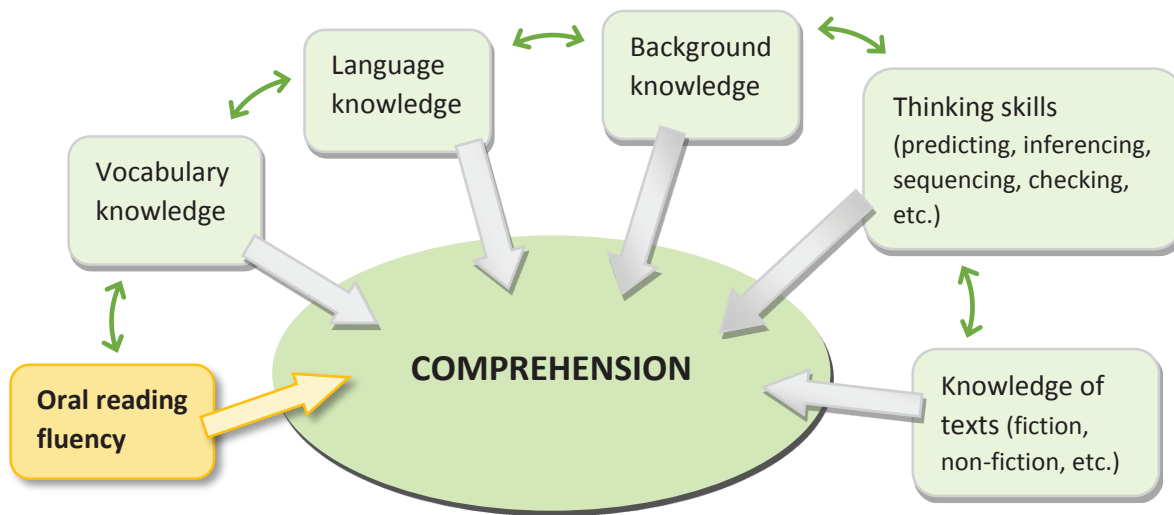 Background
knowledge
Language
knowledge
Thinking skills
(predicting, inferencing,
sequencing, checking,
etc.)
Vocabulary
knowledge
COMPREHENSION
Oral reading
fluency
Knowledge of
texts (fiction,
non-fiction, etc.)